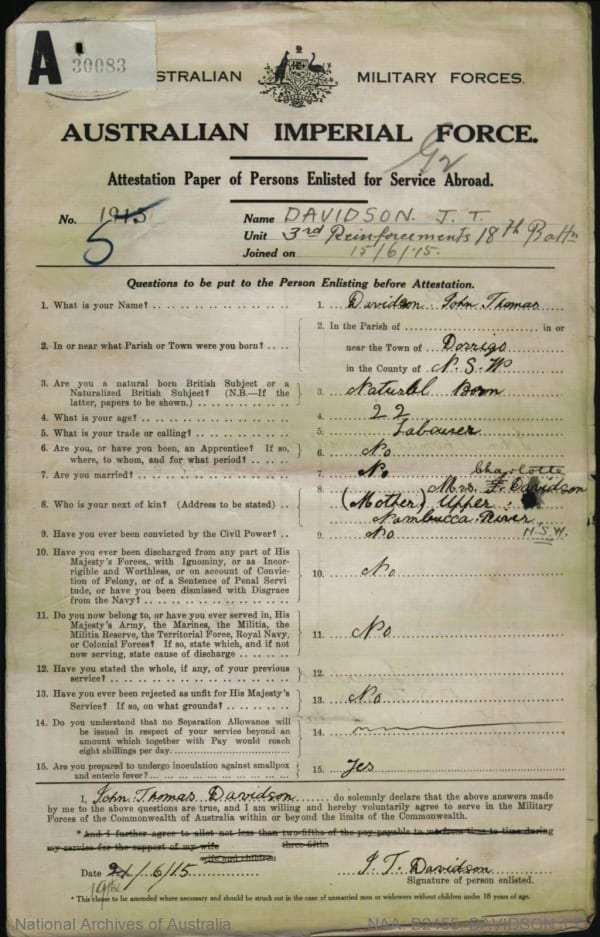 A 30083
AUSTRALIAN MILITARY FORCES.
AUSTRALIAN IMPERIAL FORCE.
G2
Attestation Paper of Persons Enlisted for Service Abroad.
No. 1915 Name DAVIDSON. J. T.
5 Unit 3rd Reinforcements 18th Battn
Joined on 15/6/15.
Questions to be put to the Person Enlisting before Attestation.
1. What is your Name? 1. Davidson John Thomas
2. In or near what Parish or Town were you born? 2. In the Parish of in or
near the Town of Dorrigo
in the County of N. S. W.
3. Are you a natural born British Subject or a
Naturalized British Subject? (N.B.—If the 3. Natural Born
latter, papers to be shown.)
4. What is your age? 4. 22
5. What is your trade or calling? 5. Labourer
6. Are you, or have you been, an Apprentice? If so, 6. No
where, to whom, and for what period?
7. Are you married? 7. No Charlotte
8. Who is your next of kin? (Address to be stated) 8. Mrs. F. Davidson
(Mother) Upper
Nambucca River
9. Have you ever been convicted by the Civil Power? 9. No N.S.W.
10. Have you ever been discharged from any part of His
Majesty's Forces, with Ignominy, or as Incor-
rigible and Worthless, or on account of Convic-
tion of Felony, or of a Sentence of Penal Servi 10. No
tude, or have you been Dismissed with Disgrace
from the Navy?
11. Do you now belong to, or have you ever served in, His
Majesty's Army, the Marines, the Militia, the
Militia Reserve, the Territorial Force, Royal Navy, 11. No
or Colonial Forces? If so, state which, and if not
now serving, state cause of discharge
12. Have you stated the whole, if any, of your previous
service? 12.
13. Have you ever been rejected as unfit for His Majesty's
Service? If so, on what grounds? 13. No
14. Do you understand that no Separation Allowance will
be issued in respect of your service beyond an
amount which together with Pay would reach 14.
eight shillings per day.
15. Are you prepared to undergo inoculation against smallpox
and enteric fever? 15. Yes
I, John Thomas Davidson do solemnly declare that the above answers made
by me to the above questions are true, and I am willing and hereby voluntarily agree to serve in the Military
Forces of the Commonwealth of Australia within or beyond the limits of the Commonwealth.
* And I further agree to allot not less than two-fifths of the pay payable to me from time to time during
my service for the support of my wife three-fifths
wife and children
Date /6/15 J. T. Davidson
Signature of person enlisted.
* This clause to be amended where necessary and should be struck out in the case of unmarried men or widowers without children under 18 years of age.
National Archives of Australia NAA: B2455, DAVIDSON J T